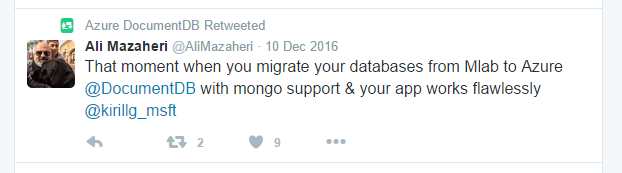 Azure DocumentDB Retweeted
Ali Mazaheri @AliMazaheri · 10 Dec 2016
That moment when you migrate your databases from Mlab to Azure
@DocumentDB with mongo support & your app works flawlessly
@kirillg_msft
2 9